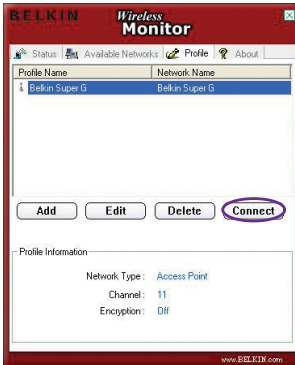 BELKIN Wireless Monitor
Status Available Networks Profile About
Profile Name Network Name
Belkin Super G Belkin Super G
Add Edit Delete Connect
Profile Information
Network Type : Access Point
Channel : 11
Encryption : Off
www.BELKIN.com